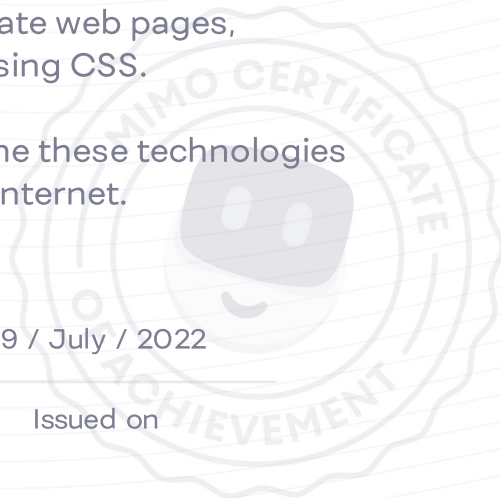 ate web pages,
sing CSS.
ne these technologies
nternet.
9 / July / 2022
Issued on
MIMO CERTIFICATE
OF ACHIEVEMENT